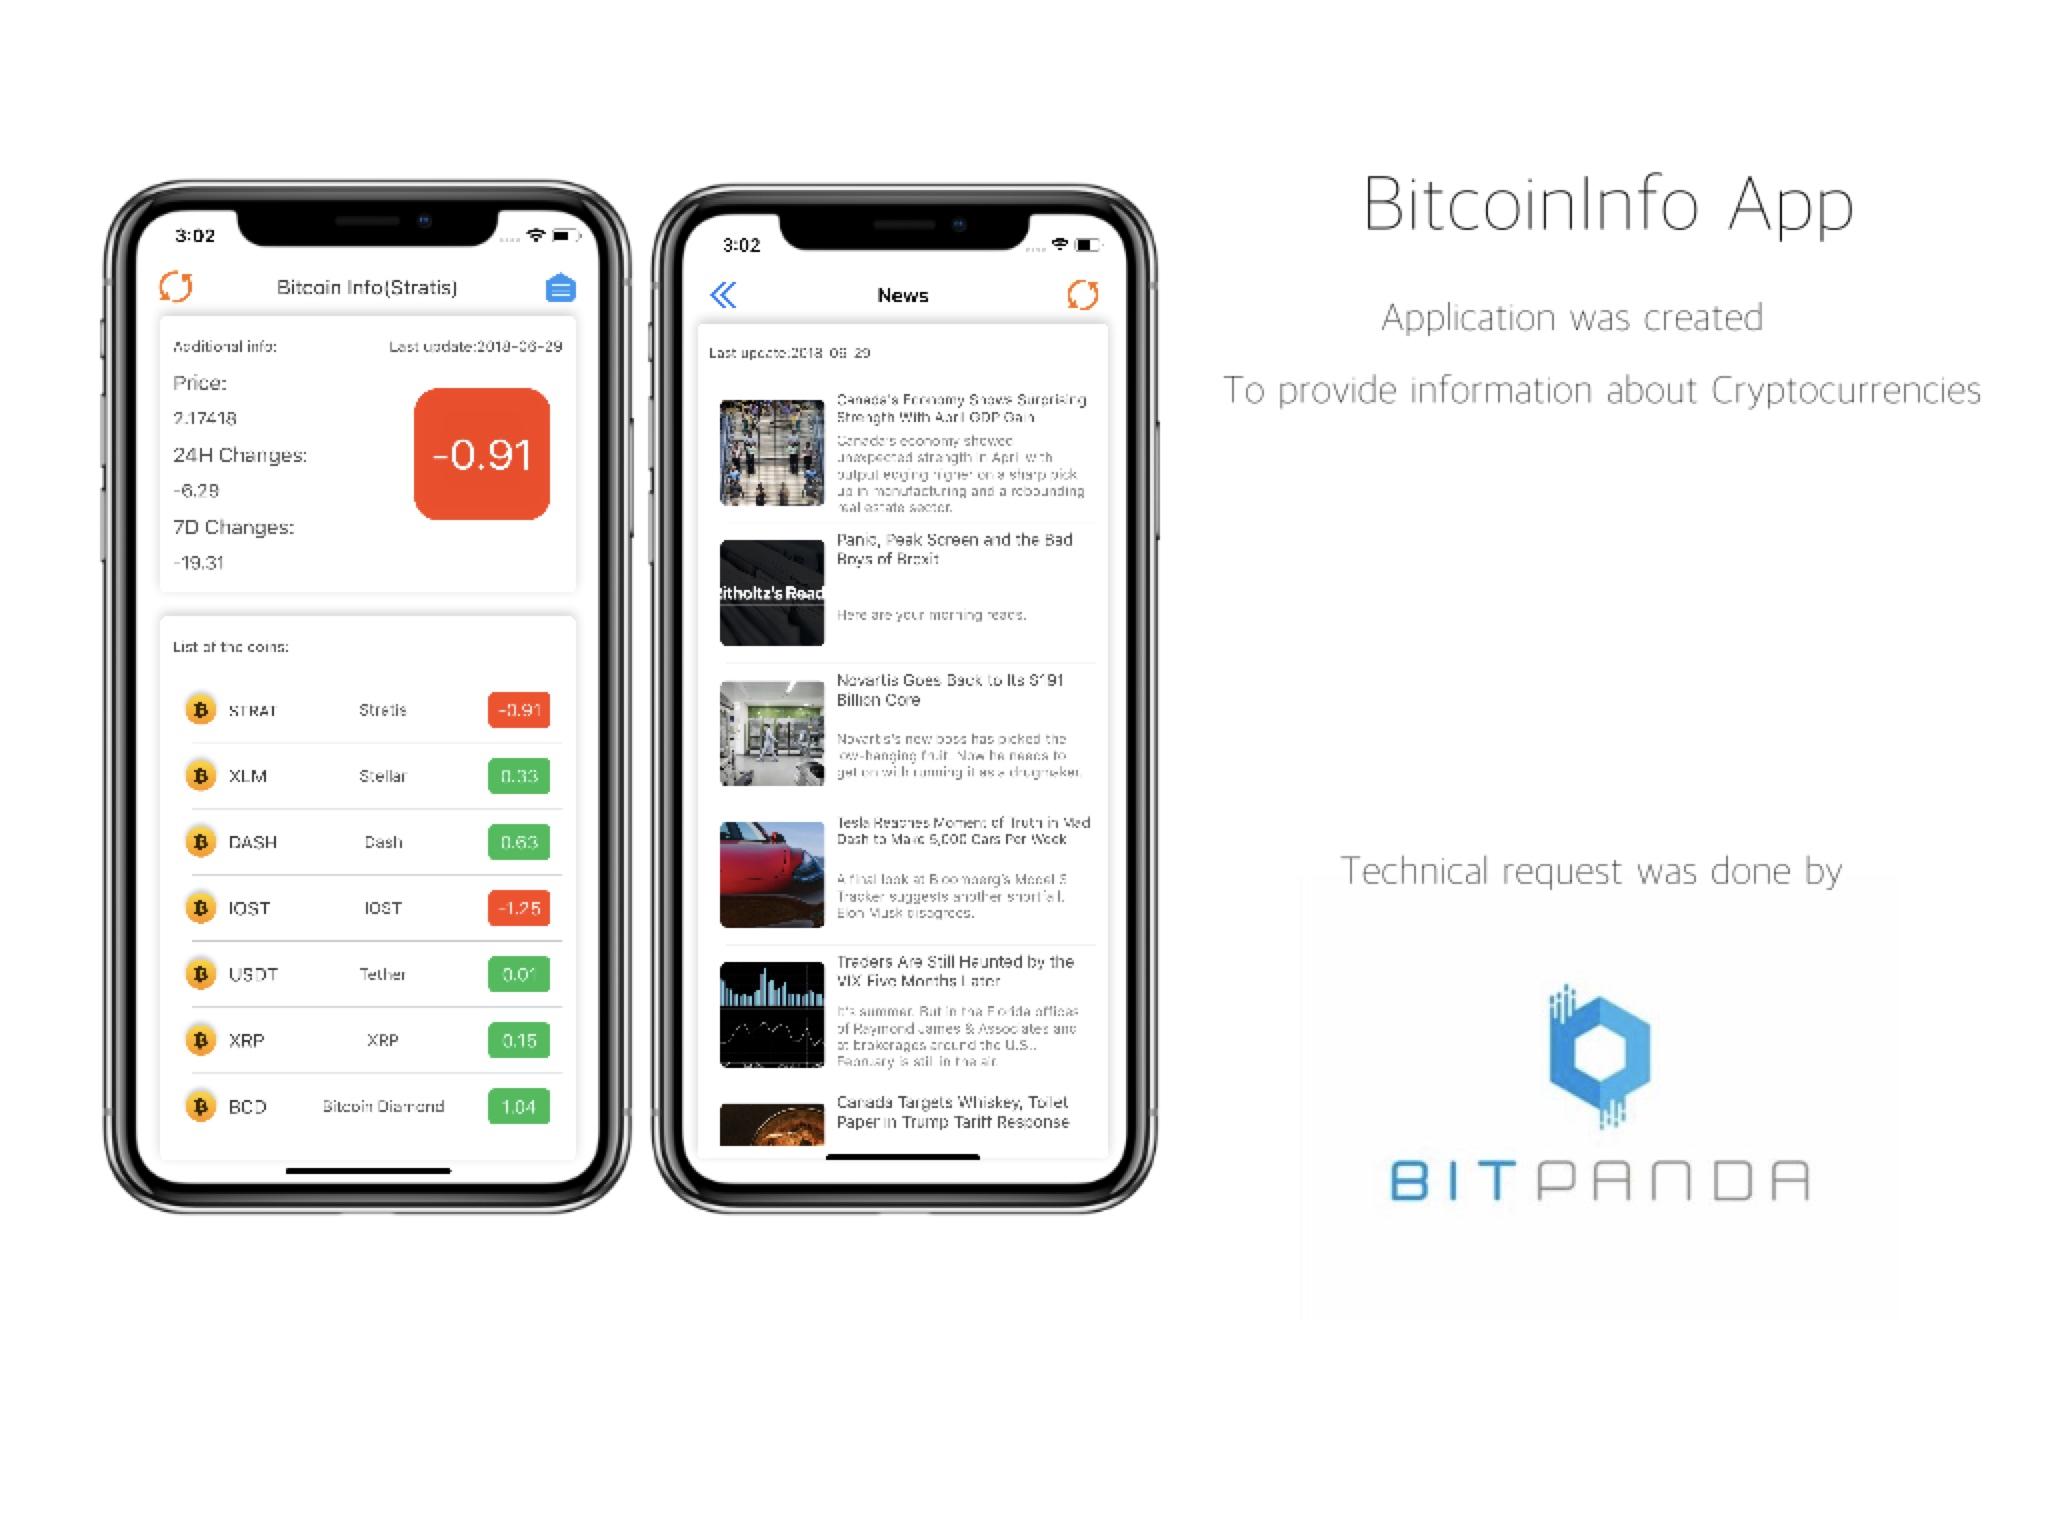 3:02
Bitcoin Info(Stratis)
Additional info:
Last update:2018-06-29
Price:
2.17418
24H Changes:
-6.29
7D Changes:
-19.31
-0.91
List of the coins:
STRAT Stratis -0.91
XLM Stellar 0.33
DASH Dash 0.63
IOST IOST -1.25
USDT Tether 0.01
XRP XRP 0.15
BCD Bitcoin Diamond 1.04
3:02
News
Last update:2018-06-29
Canada's Economy Shows Surprising
Strength With April GDP Gain
Canada's economy showed
unexpected strength in April with
output edging higher on a sharp pick
up in manufacturing and a rebounding
real estate sector.
itholtz's Read
Panic, Peak Screen and the Bad
Boys of Brexit
Here are your morning reads.
Novartis Goes Back to Its $191
Billion Core
Novartis's new boss has picked the
low-hanging fruit. Now he needs to
get on with running it as a drugmaker.
Tesla Reaches Moment of Truth in Mad
Dash to Make 5,000 Cars Per Week
A final look at Bloomberg's Model 3
Tracker suggests another shortfall.
Elon Musk disagrees.
Traders Are Still Haunted by the
VIX Five Months Later
It's summer. But in the Florida offices
of Raymond James & Associates and
at brokerages around the U.S.,
February is still in the air.
Canada Targets Whiskey, Toilet
Paper in Trump Tariff Response
BitcoinInfo App
Application was created
To provide information about Cryptocurrencies
Technical request was done by
BITPANDA